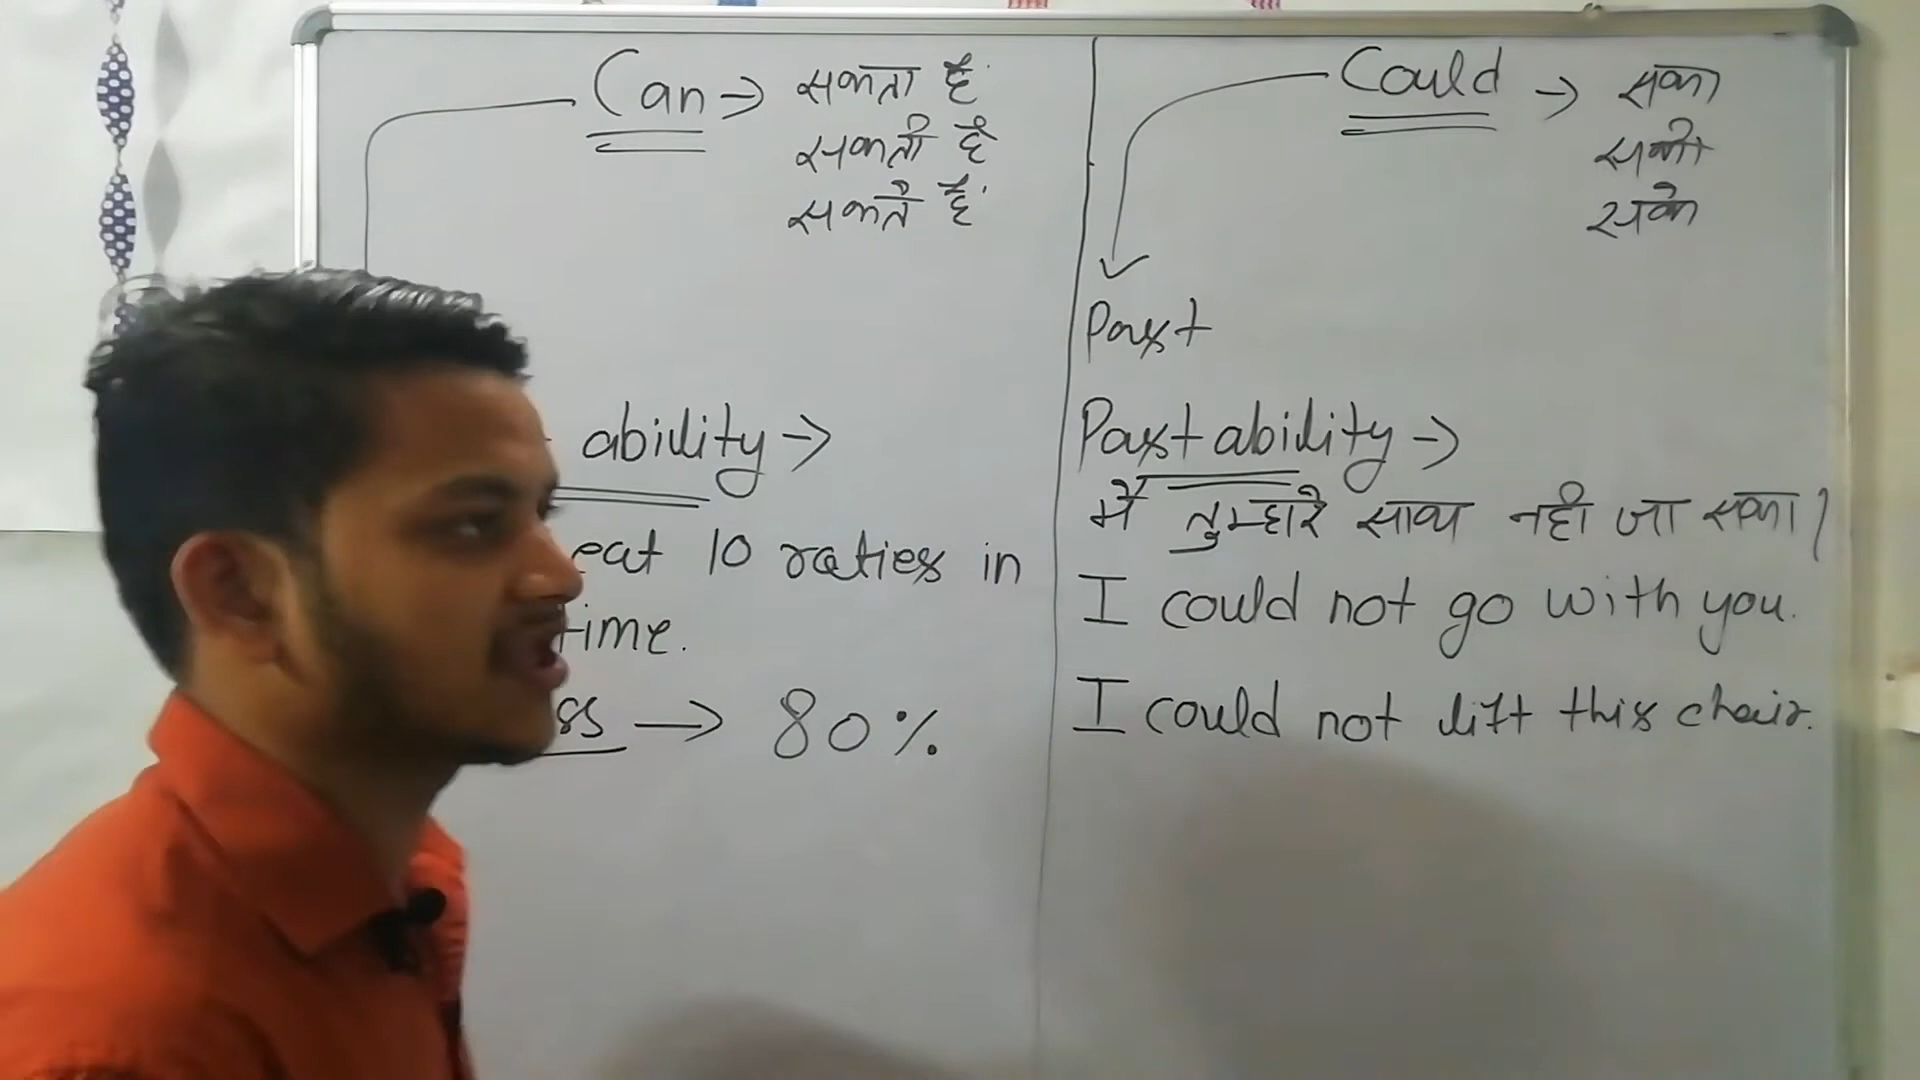 Can → सकता है
सकती है
सकते हैं
ability →
eat 10 roties in
time.
→ 80%
Could → सका
सकी
सके
Past
Past ability →
में तुम्हारे साथ नही जा सका।
I could not go with you.
I could not lift this chair.